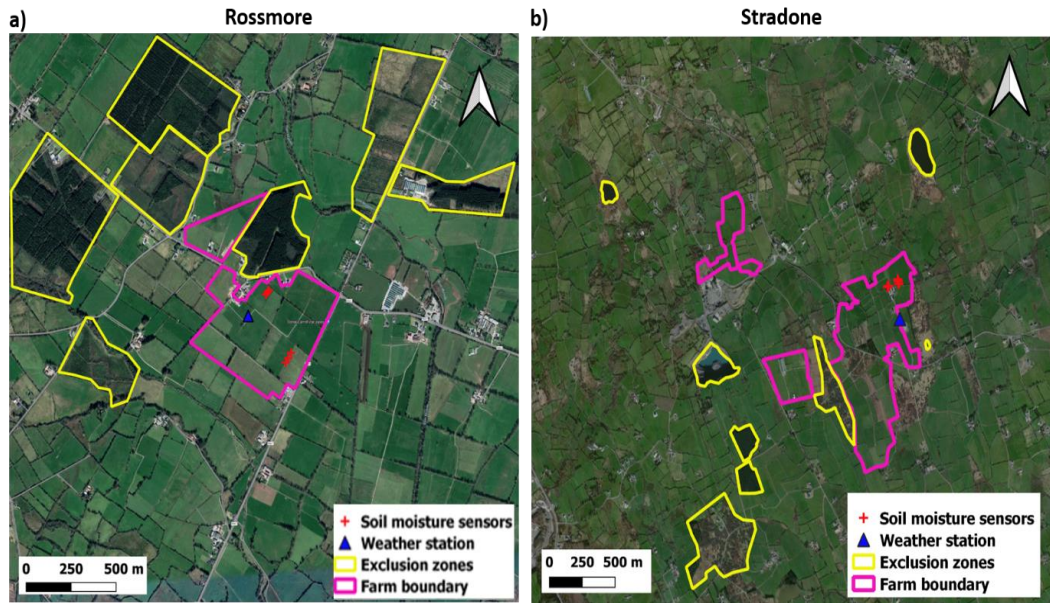 a)
Rossmore
Soil moisture sensors
Weather station
Exclusion zones
Farm boundary
0 250 500 m
b)
Stradone
Soil moisture sensors
Weather station
Exclusion zones
Farm boundary
0 250 500 m